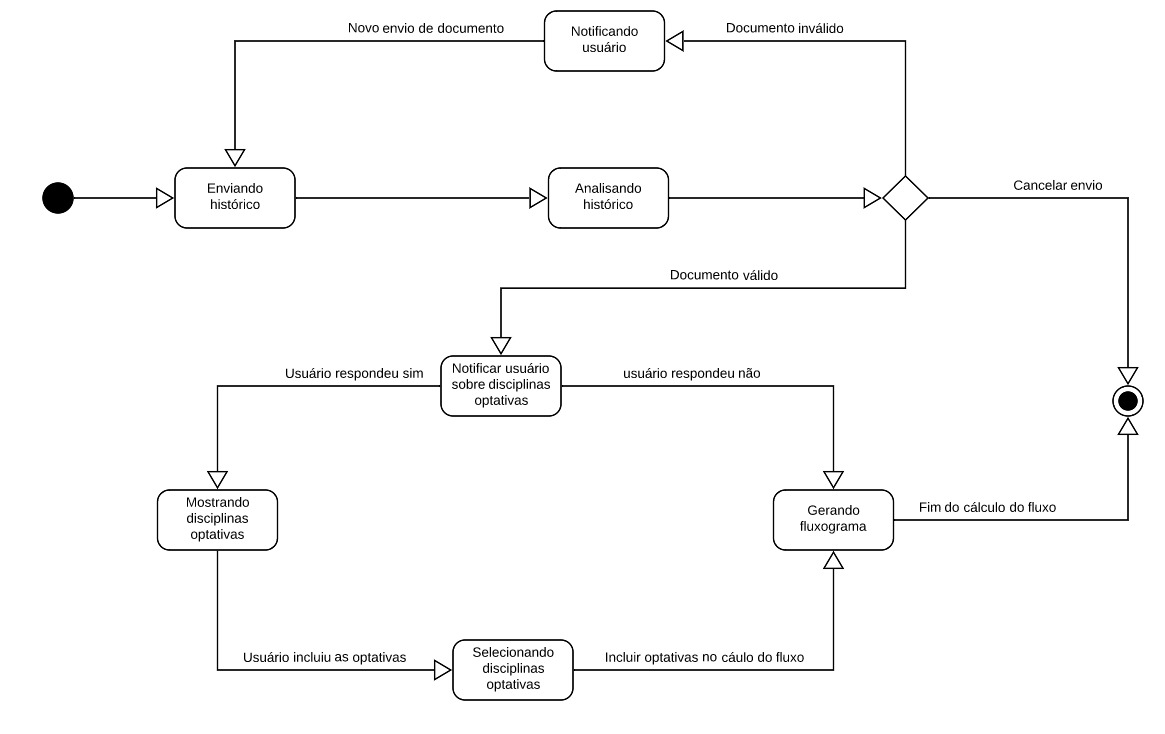 Novo envio de documento
Notificando
usuário
Documento inválido
Enviando
histórico
Analisando
histórico
Cancelar envio
Documento válido
Usuário respondeu sim
Notificar usuário
sobre disciplinas
optativas
usuário respondeu não
Mostrando
disciplinas
optativas
Gerando
fluxograma
Fim do cálculo do fluxo
Usuário incluiu as optativas
Selecionando
disciplinas
optativas
Incluir optativas no cáulo do fluxo